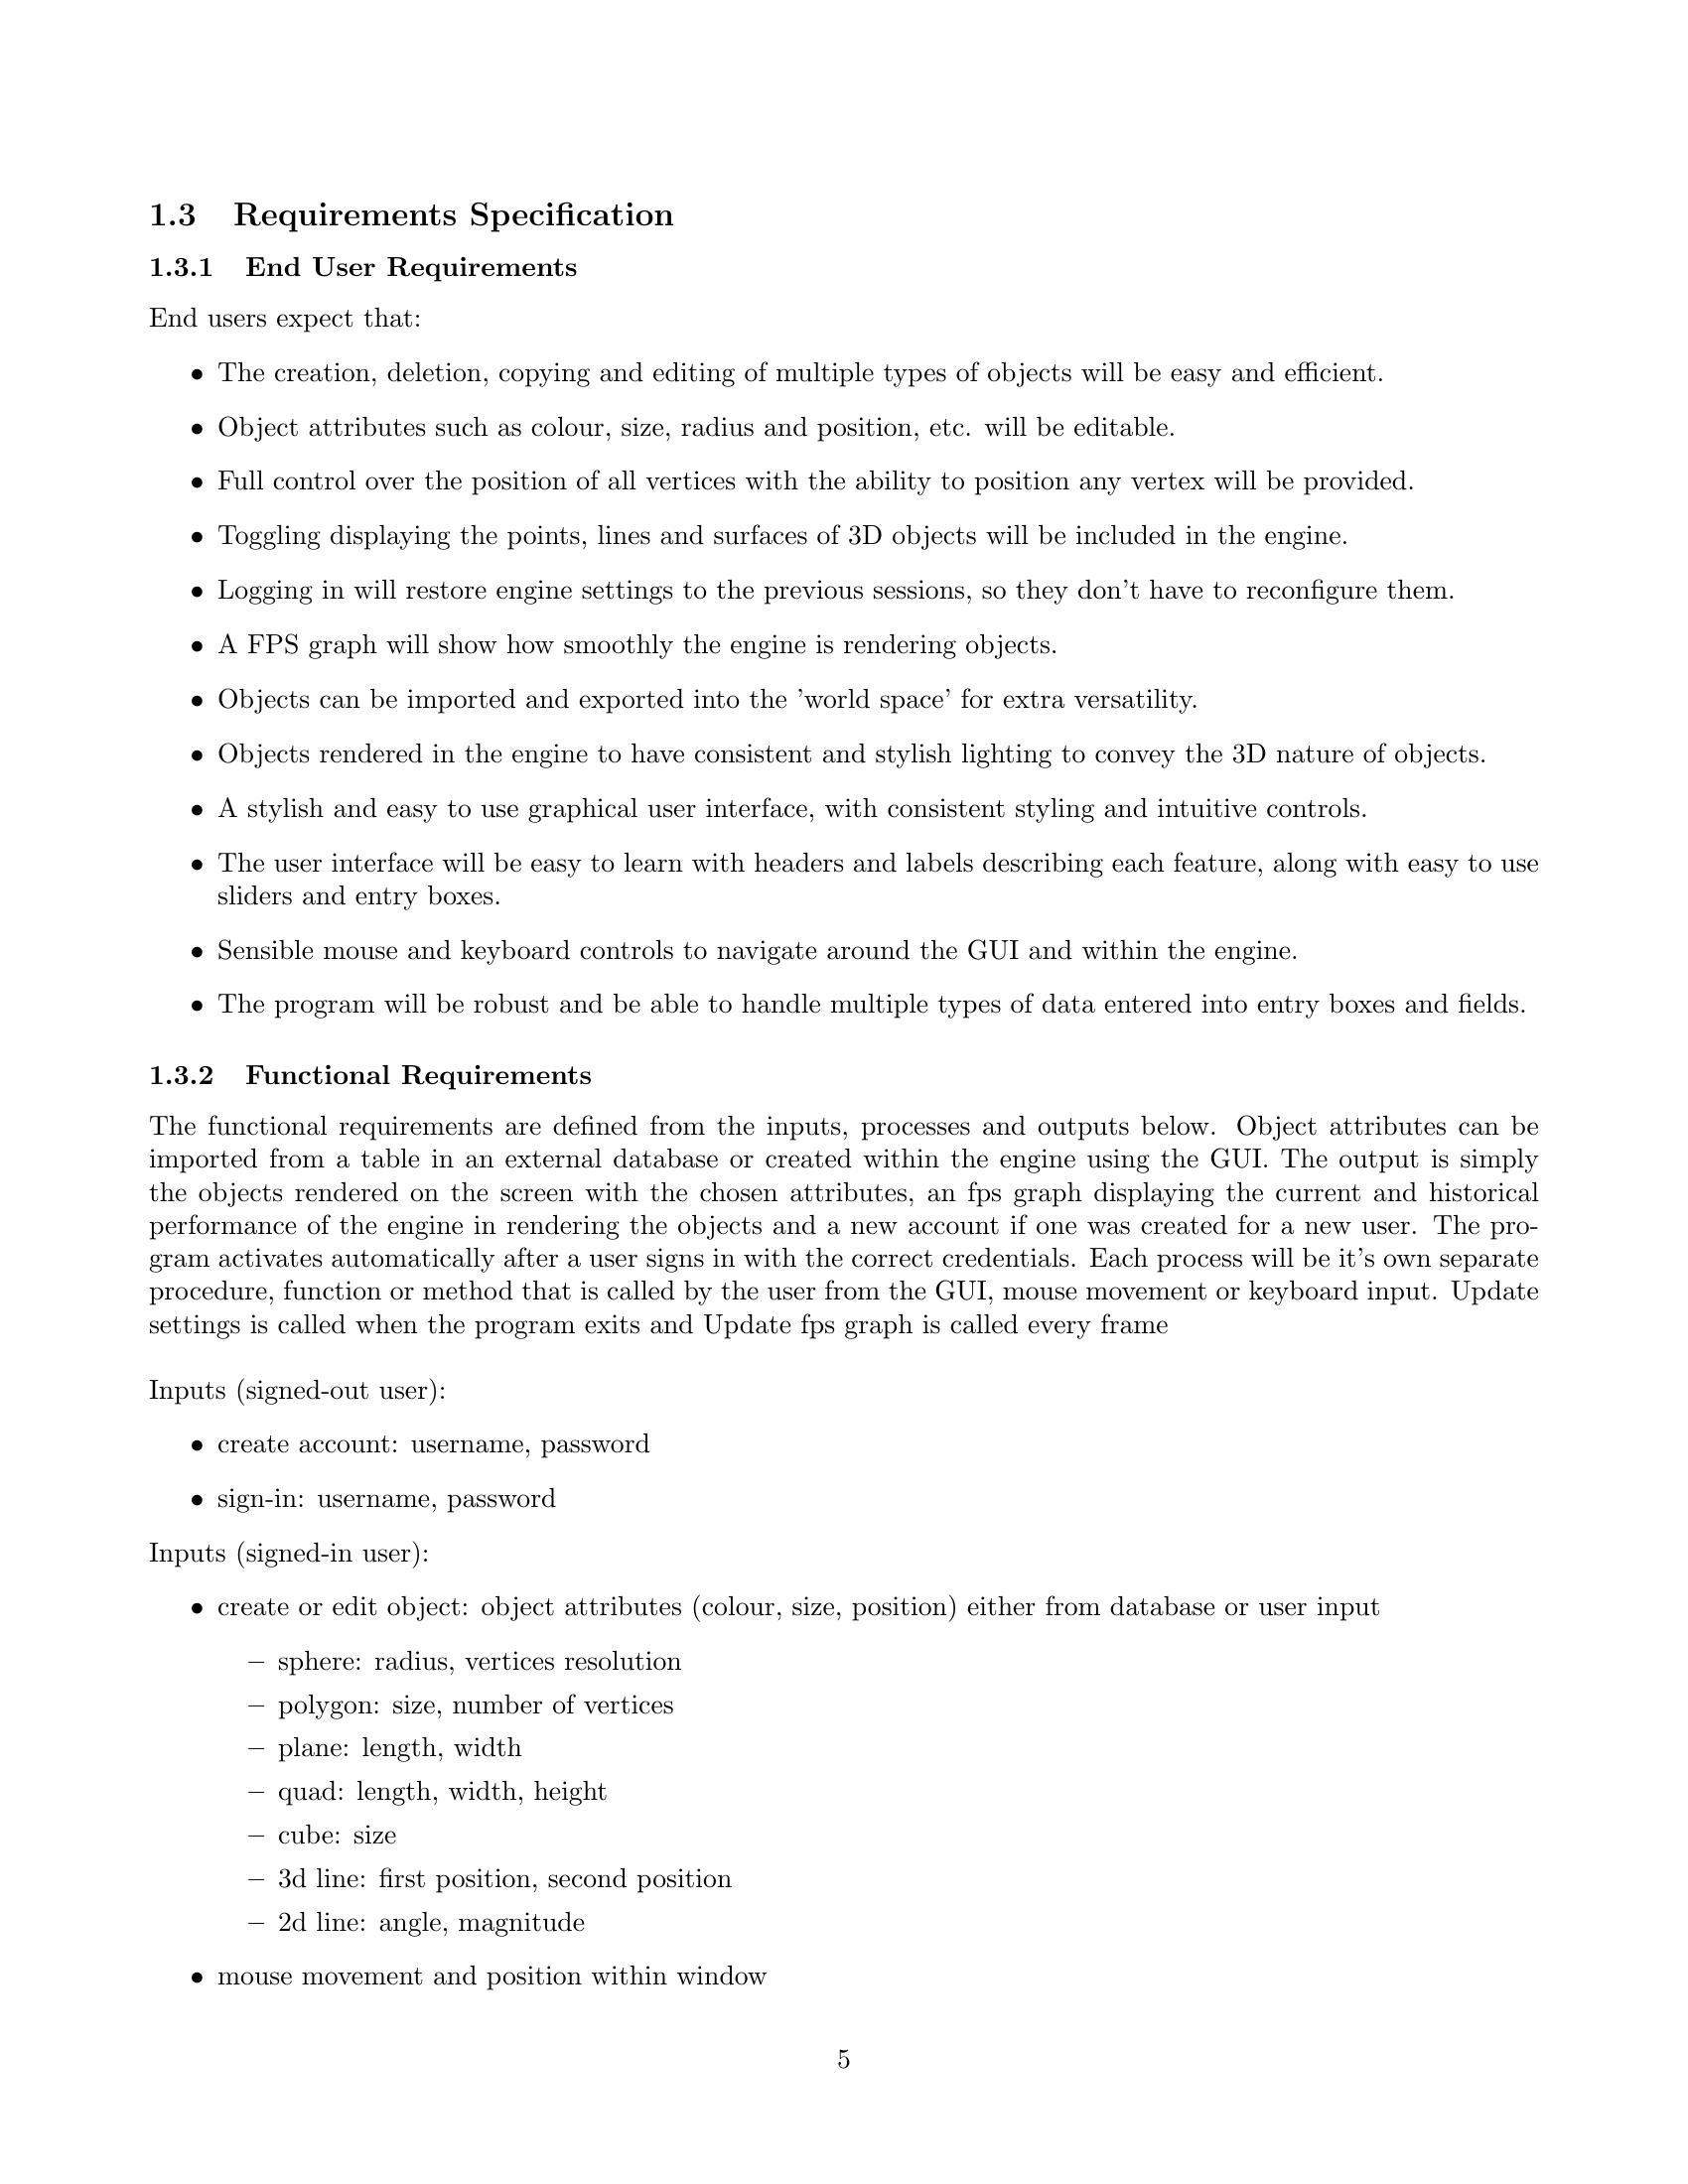 1.3 Requirements Specification
1.3.1 End User Requirements
End users expect that:
• The creation, deletion, copying and editing of multiple types of objects will be easy and efficient.
• Object attributes such as colour, size, radius and position, etc. will be editable.
• Full control over the position of all vertices with the ability to position any vertex will be provided.
• Toggling displaying the points, lines and surfaces of 3D objects will be included in the engine.
• Logging in will restore engine settings to the previous sessions, so they don't have to reconfigure them.
• A FPS graph will show how smoothly the engine is rendering objects.
• Objects can be imported and exported into the 'world space' for extra versatility.
• Objects rendered in the engine to have consistent and stylish lighting to convey the 3D nature of objects.
• A stylish and easy to use graphical user interface, with consistent styling and intuitive controls.
• The user interface will be easy to learn with headers and labels describing each feature, along with easy to use
sliders and entry boxes.
• Sensible mouse and keyboard controls to navigate around the GUI and within the engine.
• The program will be robust and be able to handle multiple types of data entered into entry boxes and fields.
1.3.2 Functional Requirements
The functional requirements are defined from the inputs, processes and outputs below. Object attributes can be
imported from a table in an external database or created within the engine using the GUI. The output is simply
the objects rendered on the screen with the chosen attributes, an fps graph displaying the current and historical
performance of the engine in rendering the objects and a new account if one was created for a new user. The pro-
gram activates automatically after a user signs in with the correct credentials. Each process will be it's own separate
procedure, function or method that is called by the user from the GUI, mouse movement or keyboard input. Update
settings is called when the program exits and Update fps graph is called every frame
Inputs (signed-out user):
• create account: username, password
• sign-in: username, password
Inputs (signed-in user):
• create or edit object: object attributes (colour, size, position) either from database or user input
– sphere: radius, vertices resolution
– polygon: size, number of vertices
– plane: length, width
– quad: length, width, height
– cube: size
– 3d line: first position, second position
– 2d line: angle, magnitude
• mouse movement and position within window
5